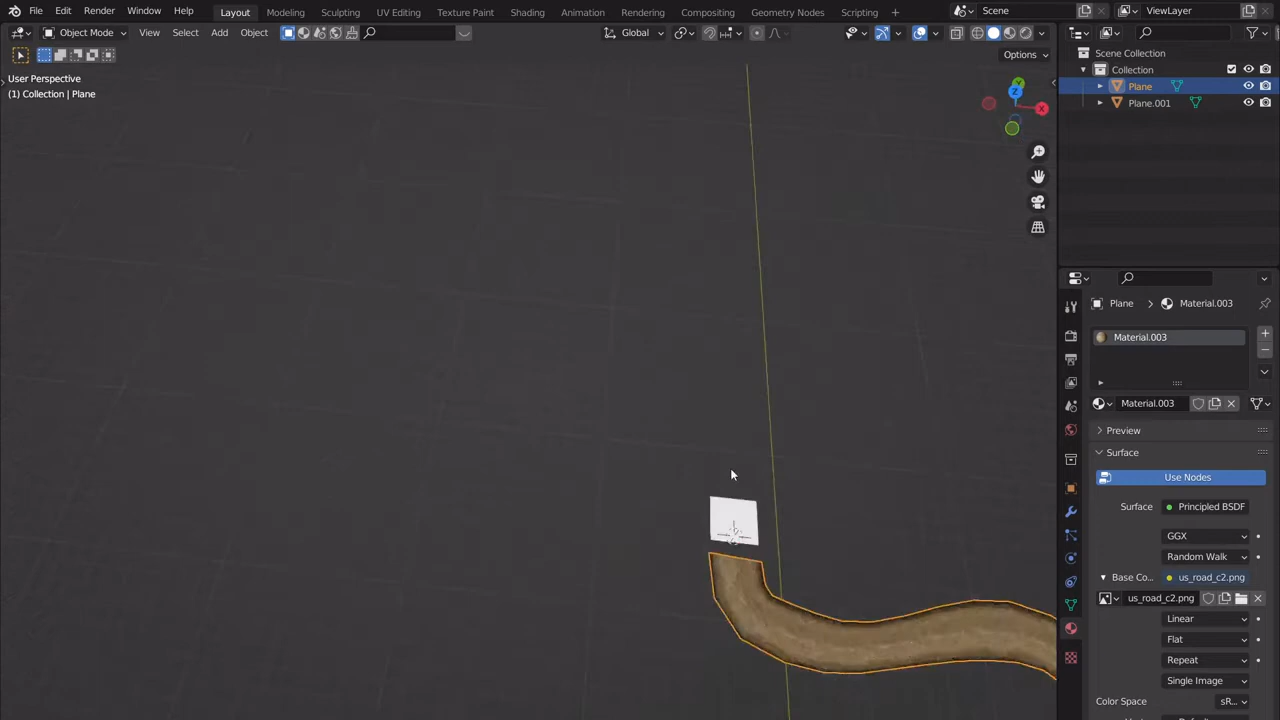 File Edit Render Window Help Layout Modeling Sculpting UV Editing Texture Paint Shading Animation Rendering Compositing Geometry Nodes Scripting + Scene ViewLayer
Object Mode View Select Add Object Global
Options
User Perspective
(1) Collection | Plane
Scene Collection
Collection
Plane
Plane.001
Y
Z
X
Plane > Material.003
Material.003
Material.003
Preview
Surface
Use Nodes
Surface Principled BSDF
GGX
Random Walk
Base Co... us_road_c2.png
us_road_c2.png
Linear
Flat
Repeat
Single Image
Color Space sR...